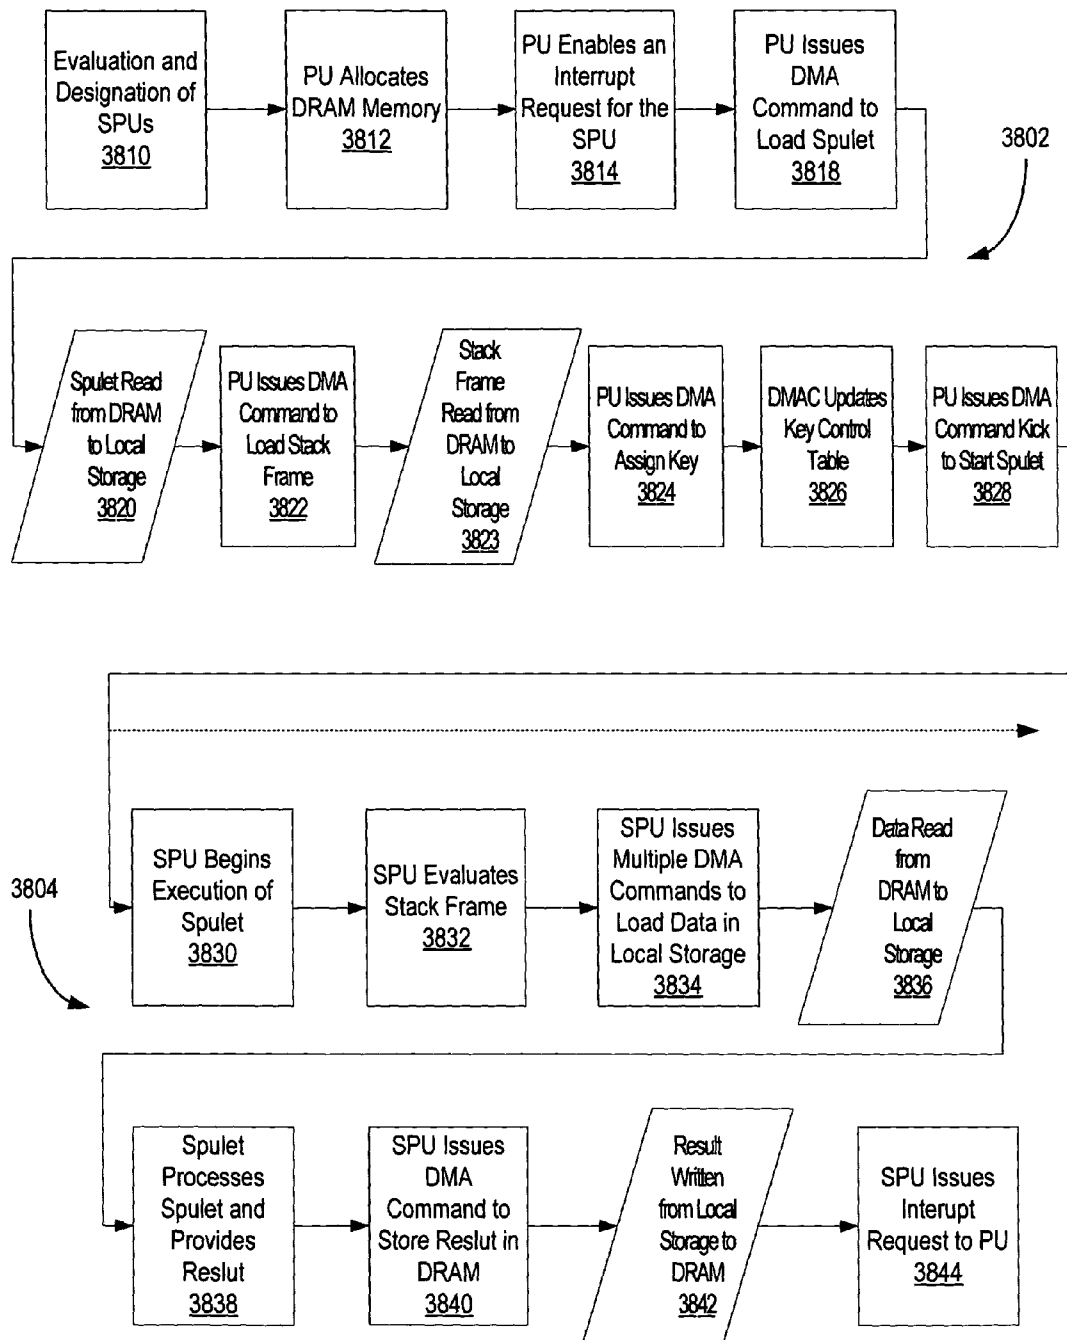 Evaluation and
Designation of
SPUs
3810
PU Allocates
DRAM Memory
3812
PU Enables an
Interrupt
Request for the
SPU
3814
PU Issues
DMA
Command to
Load Spulet
3818
3802
Spulet Read
from DRAM
to Local
Storage
3820
PU Issues DMA
Command to
Load Stack
Frame
3822
Stack
Frame
Read from
DRAM to
Local
Storage
3823
PU Issues DMA
Command to
Assign Key
3824
DMAC Updates
Key Control
Table
3826
PU Issues DMA
Command Kick
to Start Spulet
3828
3804
SPU Begins
Execution of
Spulet
3830
SPU Evaluates
Stack Frame
3832
SPU Issues
Multiple DMA
Commands to
Load Data in
Local Storage
3834
Data Read
from
DRAM to
Local
Storage
3836
Spulet
Processes
Spulet and
Provides
Reslut
3838
SPU Issues
DMA
Command to
Store Reslut in
DRAM
3840
Result
Written
from Local
Storage to
DRAM
3842
SPU Issues
Interupt
Request to PU
3844